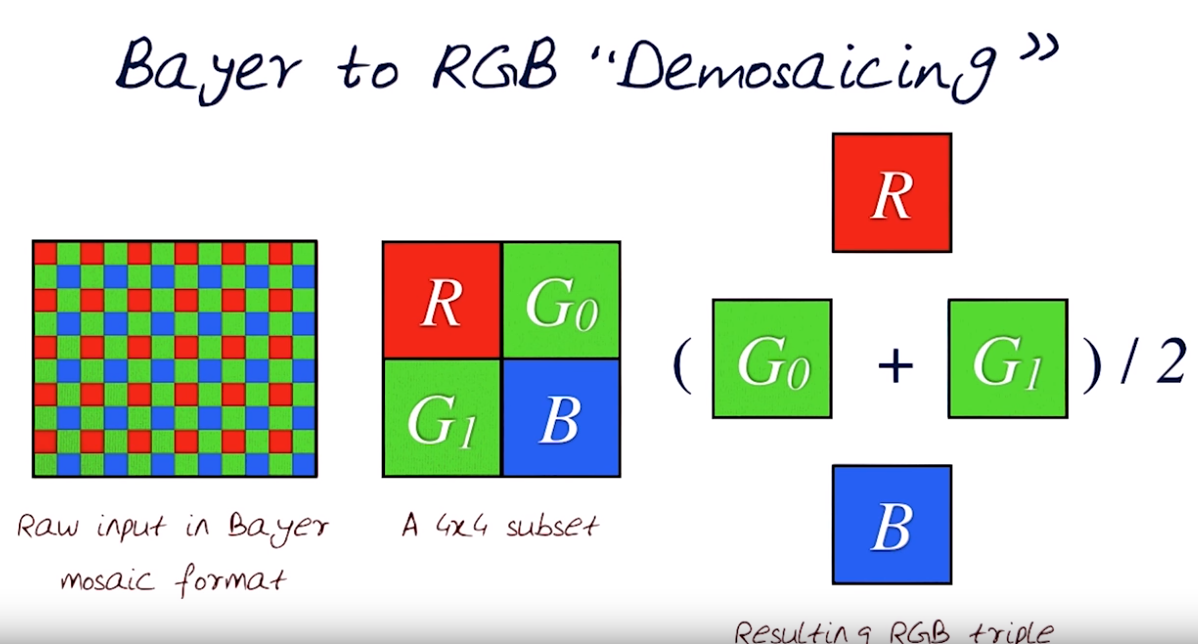 Bayer to RGB “Demosaicing”
R
R G0
( G0 + G1 ) / 2
G1 B
B
Raw input in Bayer
mosaic format
A 4x4 subset
Resulting RGB triple